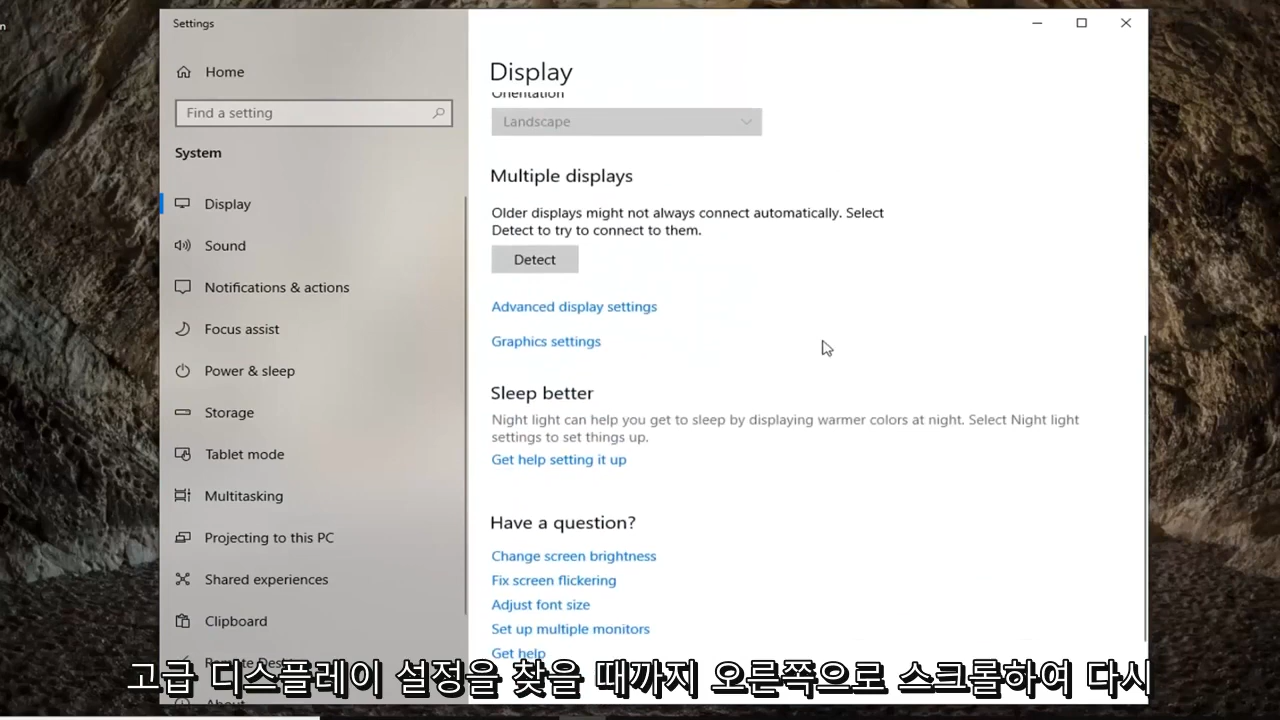 n
Settings
Home
Find a setting
System
Display
Sound
Notifications & actions
Focus assist
Power & sleep
Storage
Tablet mode
Multitasking
Projecting to this PC
Shared experiences
Clipboard
Remote Desktop
About
Display
Orientation
Landscape
Multiple displays
Older displays might not always connect automatically. Select
Detect to try to connect to them.
Detect
Advanced display settings
Graphics settings
Sleep better
Night light can help you get to sleep by displaying warmer colors at night. Select Night light
settings to set things up.
Get help setting it up
Have a question?
Change screen brightness
Fix screen flickering
Adjust font size
Set up multiple monitors
Get help
고급 디스플레이 설정을 찾을 때까지 오른쪽으로 스크롤하여 다시